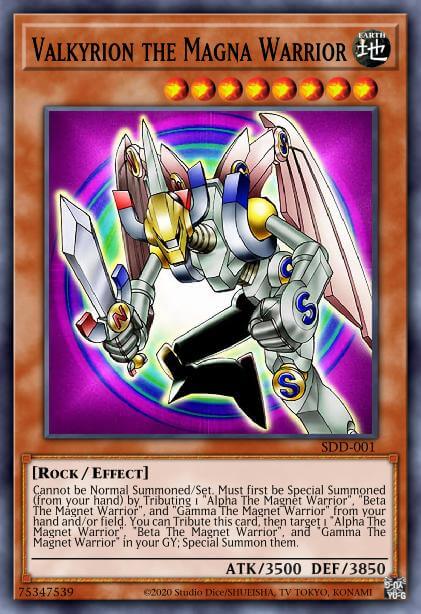 VALKYRION THE MAGNA WARRIOR
EARTH
地
N
S
C
S
S
SDD-001
[ROCK / EFFECT]
Cannot be Normal Summoned/Set. Must first be Special Summoned
(from your hand) by Tributing 1 "Alpha The Magnet Warrior", "Beta
The Magnet Warrior", and "Gamma The Magnet Warrior" from your
hand and/or field. You can Tribute this card, then target 1 "Alpha The
Magnet Warrior", "Beta The Magnet Warrior", and "Gamma The
Magnet Warrior" in your GY; Special Summon them.
ATK/3500 DEF/3850
75347539
©2020 Studio Dice/SHUEISHA, TV TOKYO, KONAMI